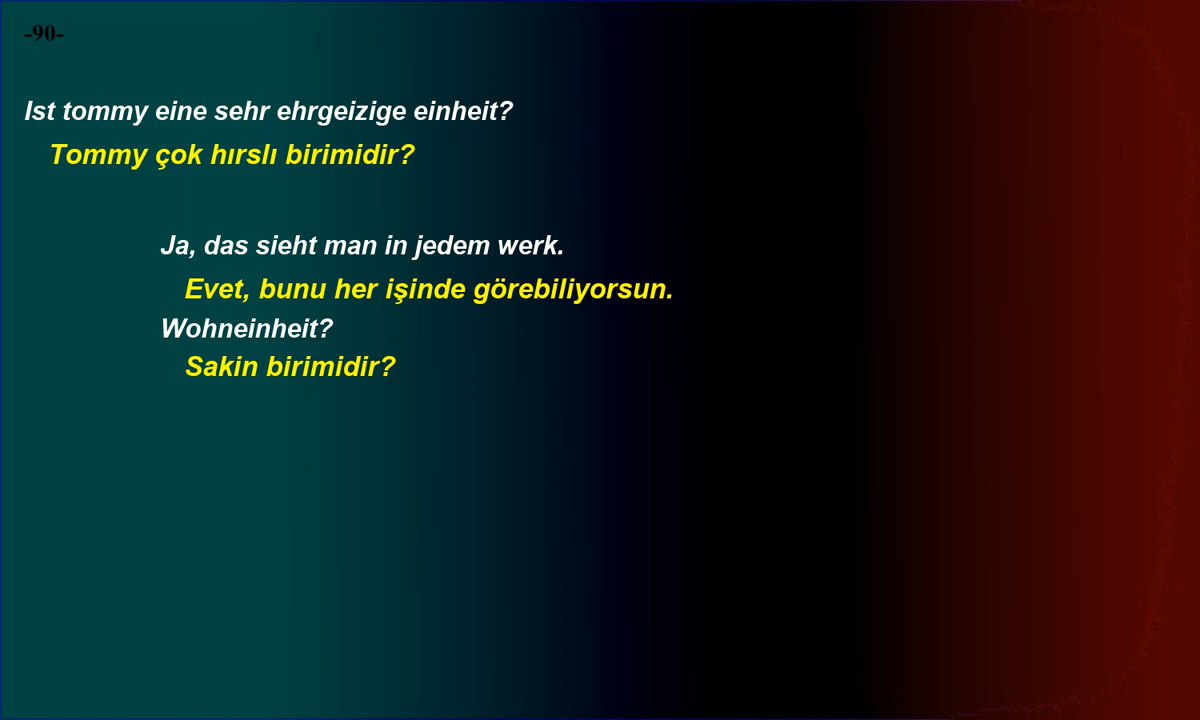 -90-
Ist tommy eine sehr ehrgeizige einheit?
Tommy çok hırslı birimidir?
Ja, das sieht man in jedem werk.
Evet, bunu her işinde görebiliyorsun.
Wohneinheit?
Sakin birimidir?